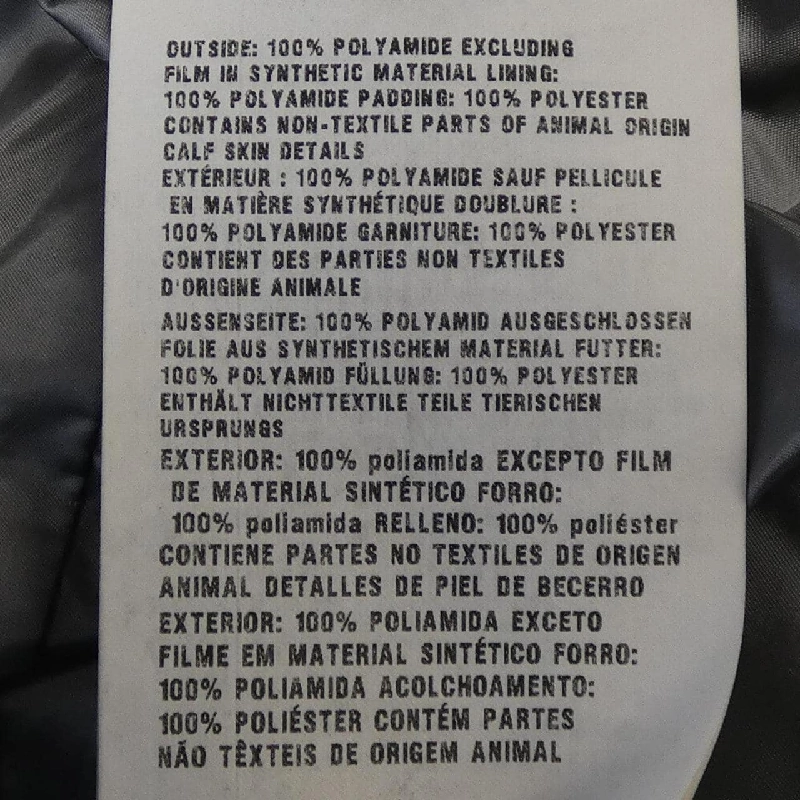 OUTSIDE: 100% POLYAMIDE EXCLUDING
FILM IN SYNTHETIC MATERIAL LINING:
100% POLYAMIDE PADDING: 100% POLYESTER
CONTAINS NON-TEXTILE PARTS OF ANIMAL ORIGIN
CALF SKIN DETAILS
EXTÉRIEUR : 100% POLYAMIDE SAUF PELLICULE
EN MATIÈRE SYNTHÉTIQUE DOUBLURE :
100% POLYAMIDE GARNITURE: 100% POLYESTER
CONTIENT DES PARTIES NON TEXTILES
D'ORIGINE ANIMALE
AUSSENSEITE: 100% POLYAMID AUSGESCHLOSSEN
FOLIE AUS SYNTHETISCHEM MATERIAL FUTTER:
100% POLYAMID FÜLLUNG: 100% POLYESTER
ENTHÄLT NICHTTEXTILE TEILE TIERISCHEN
URSPRUNGS
EXTERIOR: 100% poliamida EXCEPTO FILM
DE MATERIAL SINTÉTICO FORRO:
100% poliamida RELLENO: 100% poliéster
CONTIENE PARTES NO TEXTILES DE ORIGEN
ANIMAL DETALLES DE PIEL DE BECERRO
EXTERIOR: 100% POLIAMIDA EXCETO
FILME EM MATERIAL SINTÉTICO FORRO:
100% POLIAMIDA ACOLCHOAMENTO:
100% POLIÉSTER CONTÉM PARTES
NÃO TÊXTEIS DE ORIGEM ANIMAL